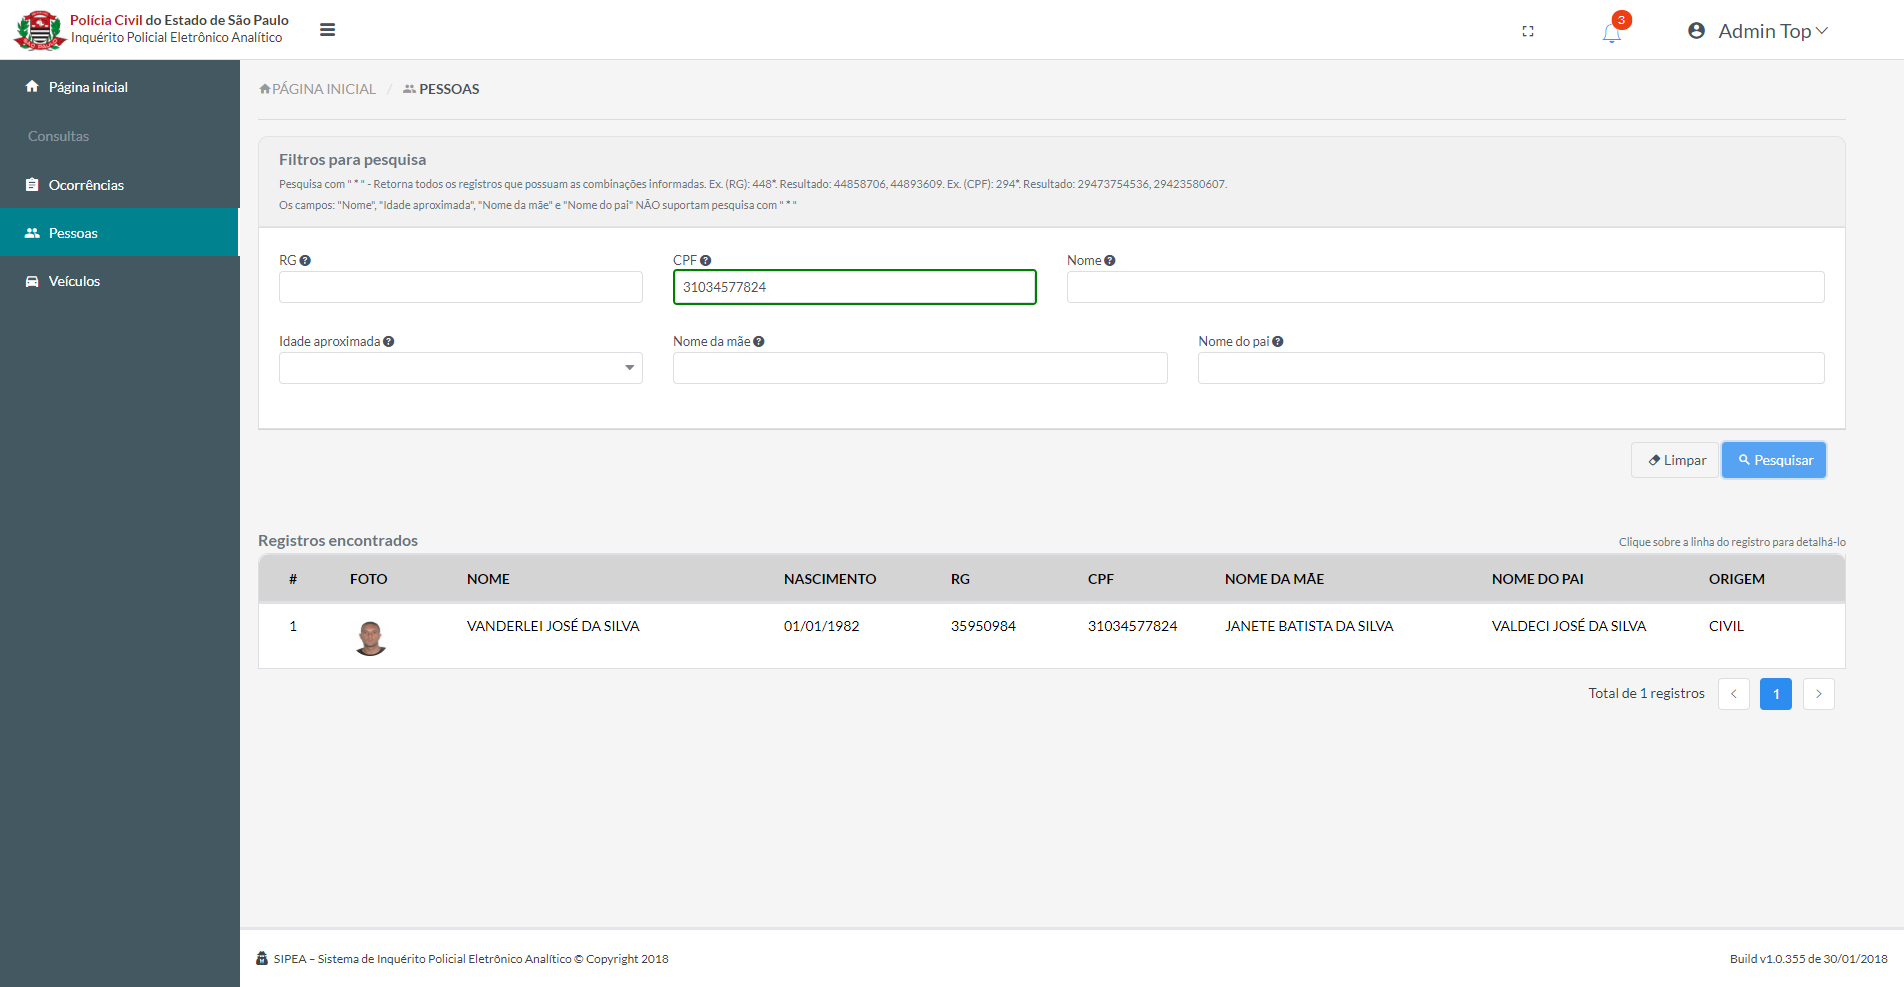 Polícia Civil do Estado de São Paulo
Inquérito Policial Eletrônico Analítico
3
Admin Top
Página inicial
Consultas
Ocorrências
Pessoas
Veículos
PÁGINA INICIAL / PESSOAS
Filtros para pesquisa
Pesquisa com " * " - Retorna todos os registros que possuam as combinações informadas. Ex. (RG): 448*. Resultado: 44858706, 44893609. Ex. (CPF): 294*. Resultado: 29473754536, 29423580607.
Os campos: "Nome", "Idade aproximada", "Nome da mãe" e "Nome do pai" NÃO suportam pesquisa com " * "
RG CPF Nome
31034577824
Idade aproximada Nome da mãe Nome do pai
Limpar Pesquisar
Registros encontrados Clique sobre a linha do registro para detalhá-lo
# FOTO NOME NASCIMENTO RG CPF NOME DA MÃE NOME DO PAI ORIGEM
1 VANDERLEI JOSÉ DA SILVA 01/01/1982 35950984 31034577824 JANETE BATISTA DA SILVA VALDECI JOSÉ DA SILVA CIVIL
Total de 1 registros < 1 >
SIPEA – Sistema de Inquérito Policial Eletrônico Analítico © Copyright 2018 Build v1.0.355 de 30/01/2018